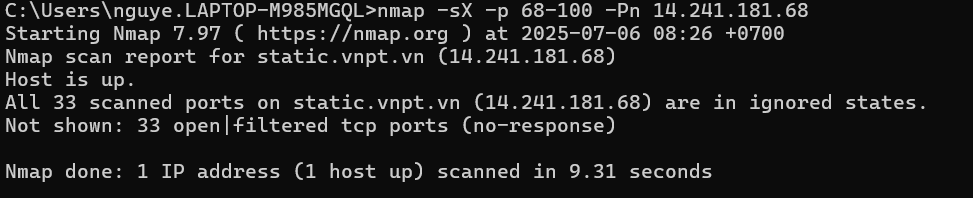 C:\Users\nguye.LAPTOP-M985MGQL>nmap -sX -p 68-100 -Pn 14.241.181.68
Starting Nmap 7.97 ( https://nmap.org ) at 2025-07-06 08:26 +0700
Nmap scan report for static.vnpt.vn (14.241.181.68)
Host is up.
All 33 scanned ports on static.vnpt.vn (14.241.181.68) are in ignored states.
Not shown: 33 open|filtered tcp ports (no-response)
Nmap done: 1 IP address (1 host up) scanned in 9.31 seconds